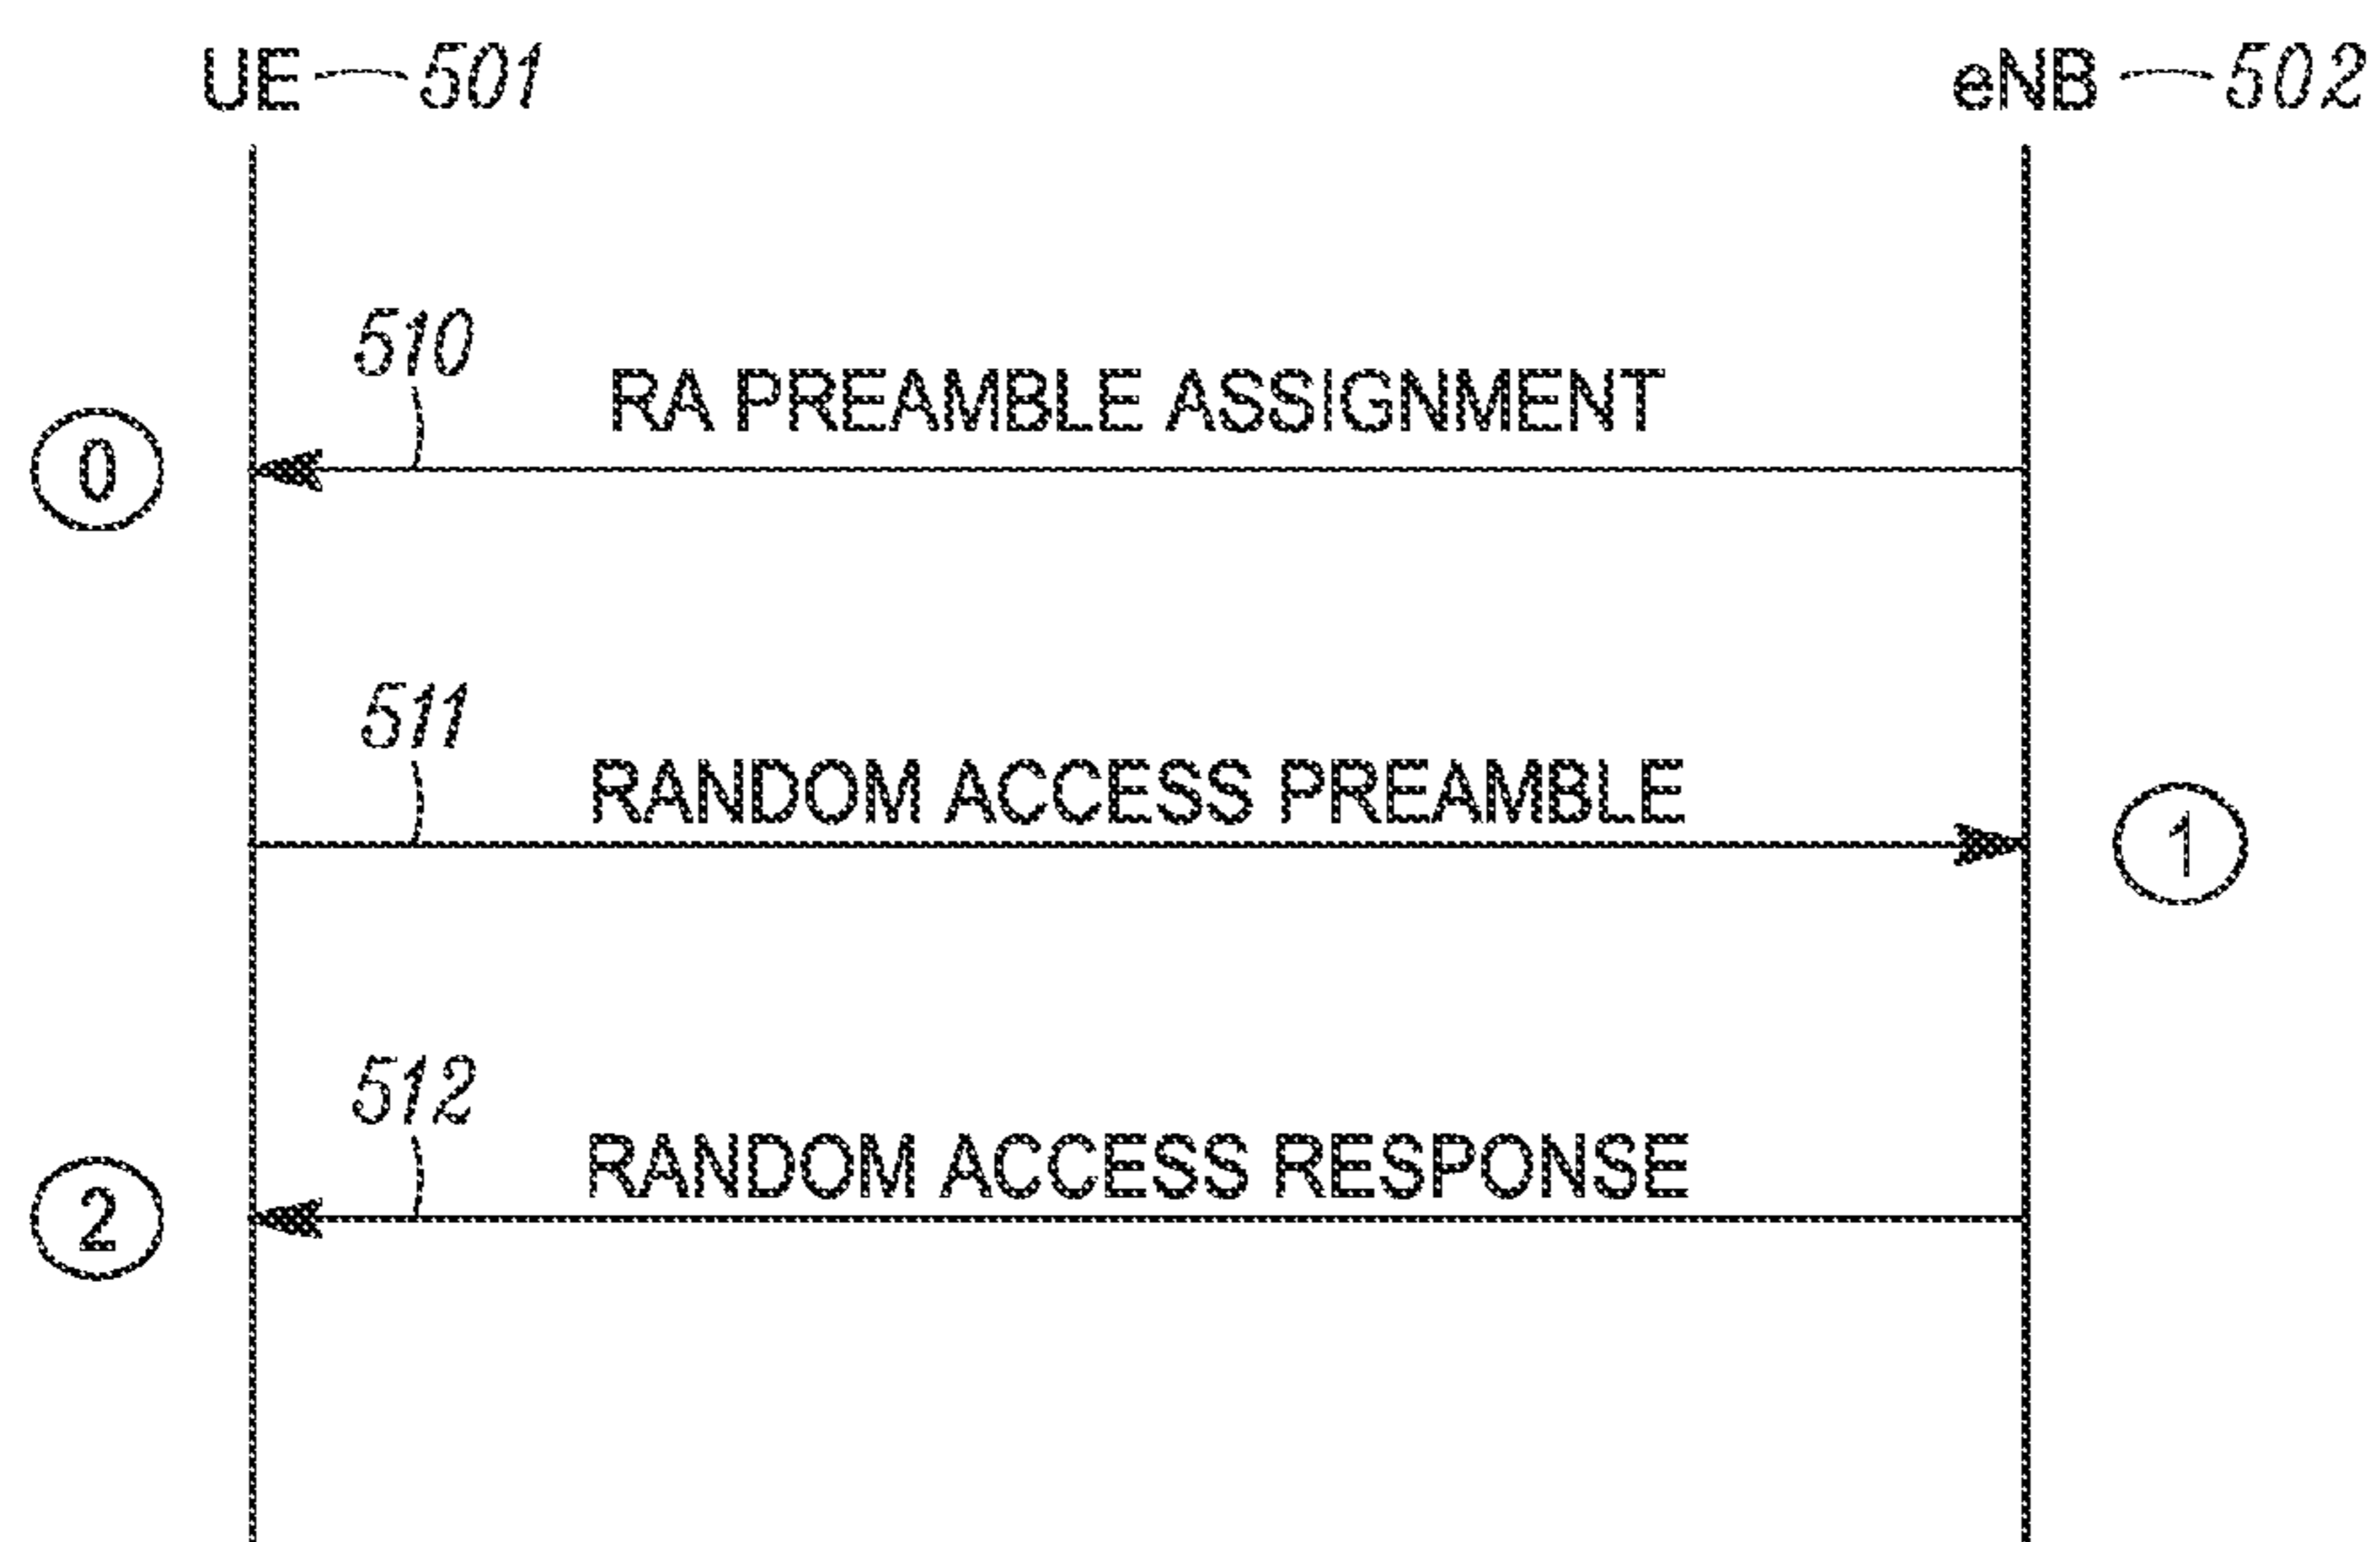 UE 501 eNB 502
510
RA PREAMBLE ASSIGNMENT
0
511
RANDOM ACCESS PREAMBLE
1
512
RANDOM ACCESS RESPONSE
2